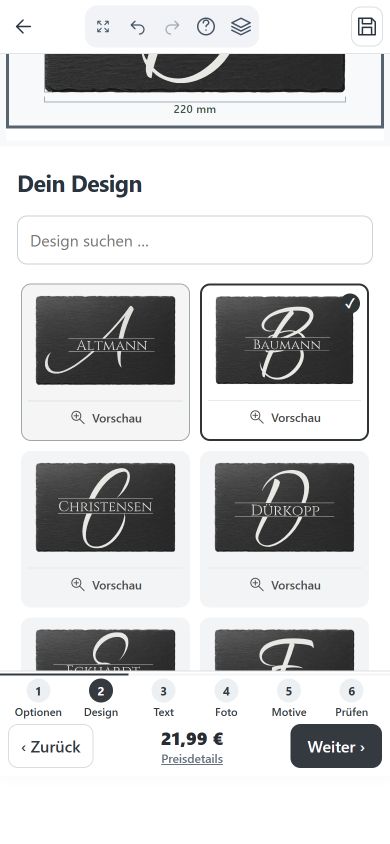 220 mm
Dein Design
Design suchen ...
ALTMANN
BAUMANN
Vorschau
Vorschau
CHRISTENSEN
DÜRKOPP
Vorschau
Vorschau
ECKHARDT
1
2
3
4
5
6
Optionen
Design
Text
Foto
Motive
Prüfen
‹ Zurück
21,99 €
Preisdetails
Weiter ›